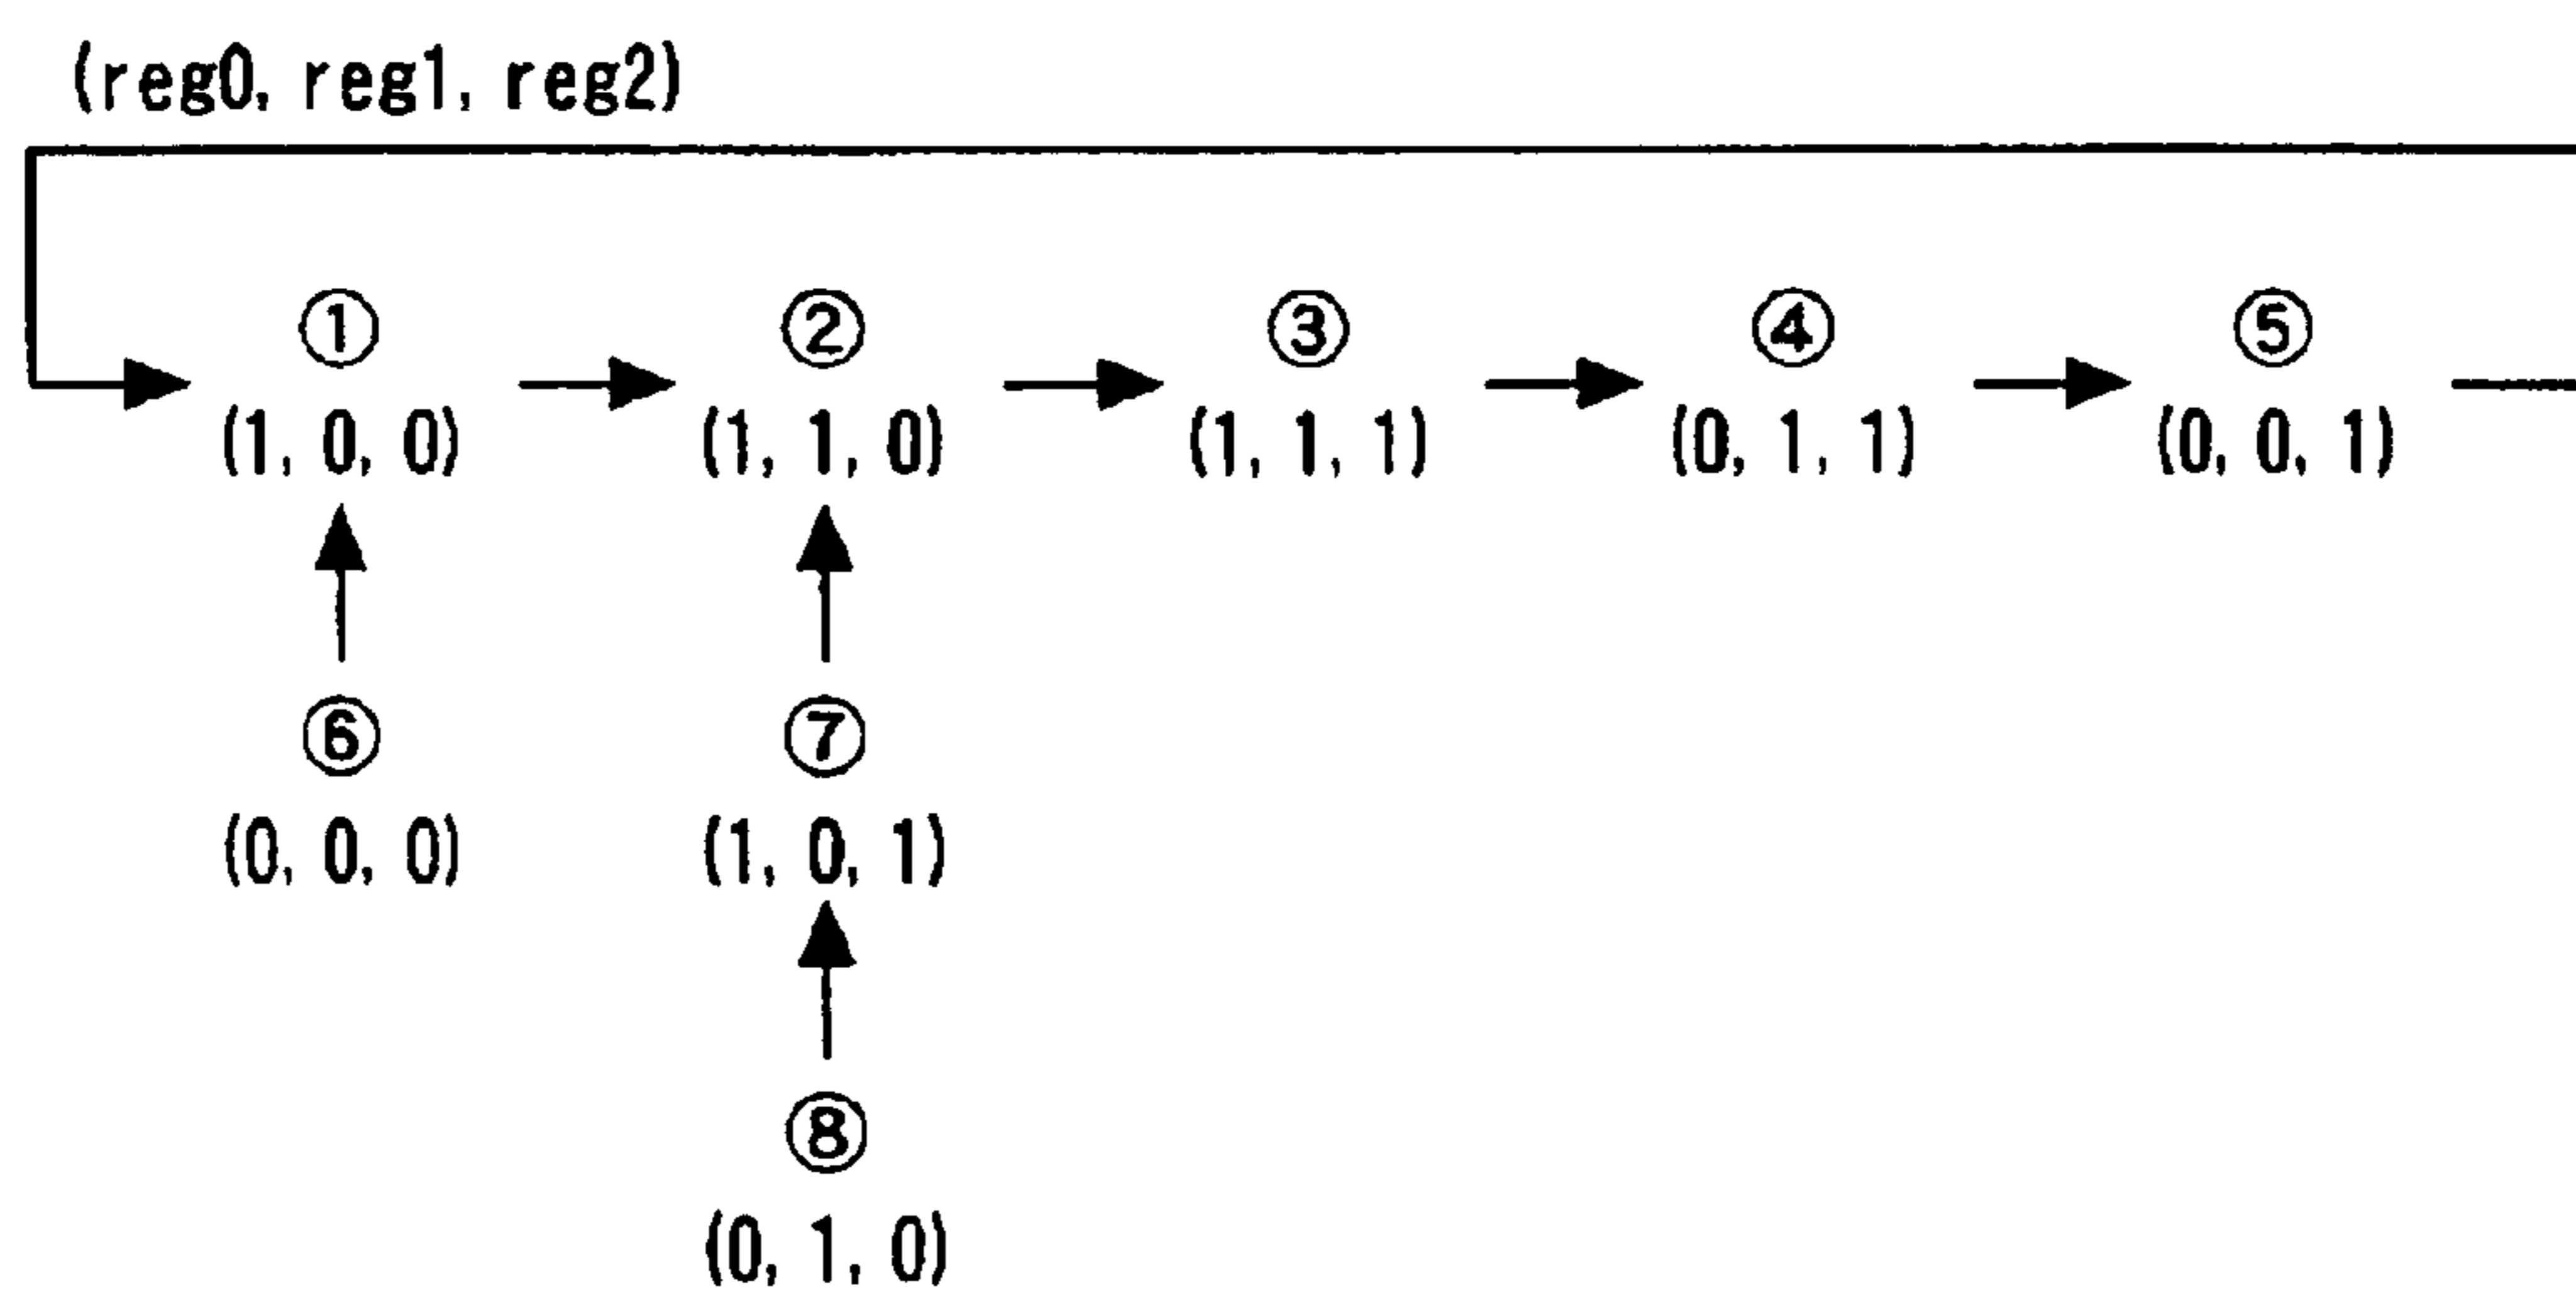 (reg0, reg1, reg2)
① ② ③ ④ ⑤
(1, 0, 0) (1, 1, 0) (1, 1, 1) (0, 1, 1) (0, 0, 1)
⑥ ⑦
(0, 0, 0) (1, 0, 1)
⑧
(0, 1, 0)